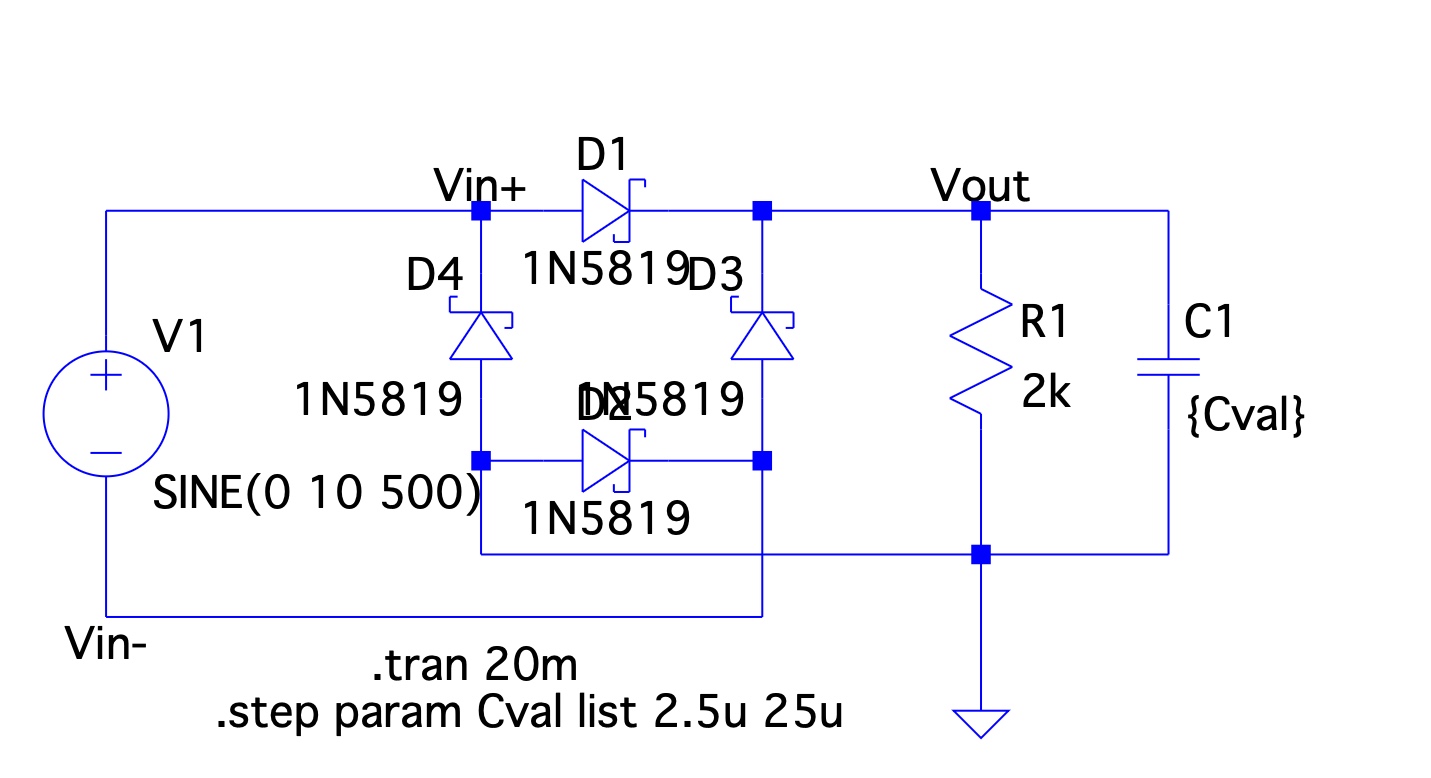 D1
Vin+
Vout
1N5819
D4
D3
V1
R1
C1
1N5819
D2
1N5819
2k
{Cval}
SINE(0 10 500)
1N5819
Vin-
.tran 20m
.step param Cval list 2.5u 25u